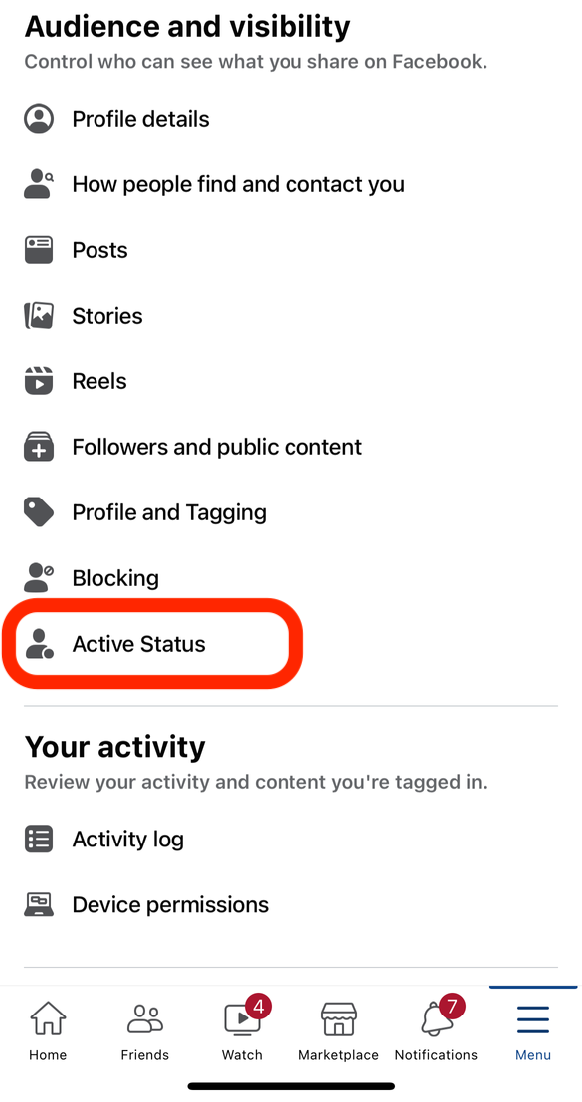 Audience and visibility
Control who can see what you share on Facebook.
Profile details
How people find and contact you
Posts
Stories
Reels
Followers and public content
Profile and Tagging
Blocking
Active Status
Your activity
Review your activity and content you're tagged in.
Activity log
Device permissions
4
7
Home
Friends
Watch
Marketplace
Notifications
Menu